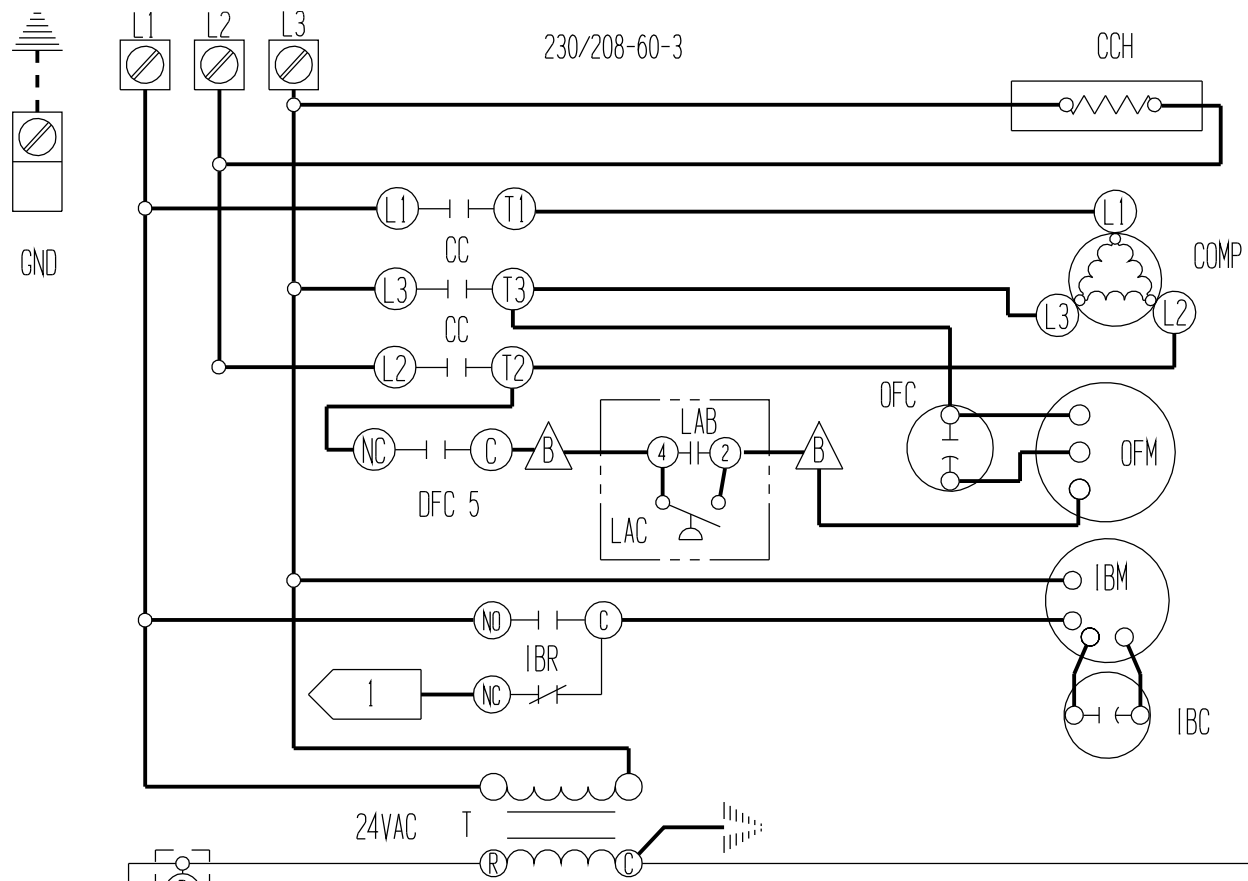 L1 L2 L3
230/208-60-3
CCH
GND
L1 T1 L1
CC
COMP
L3 T3 L3 L2
CC
L2 T2
OFC
LAB
NC C B 4 2 B OFM
DFC 5
LAC
IBM
NO C
IBR
1 NC
IBC
24VAC T
R C